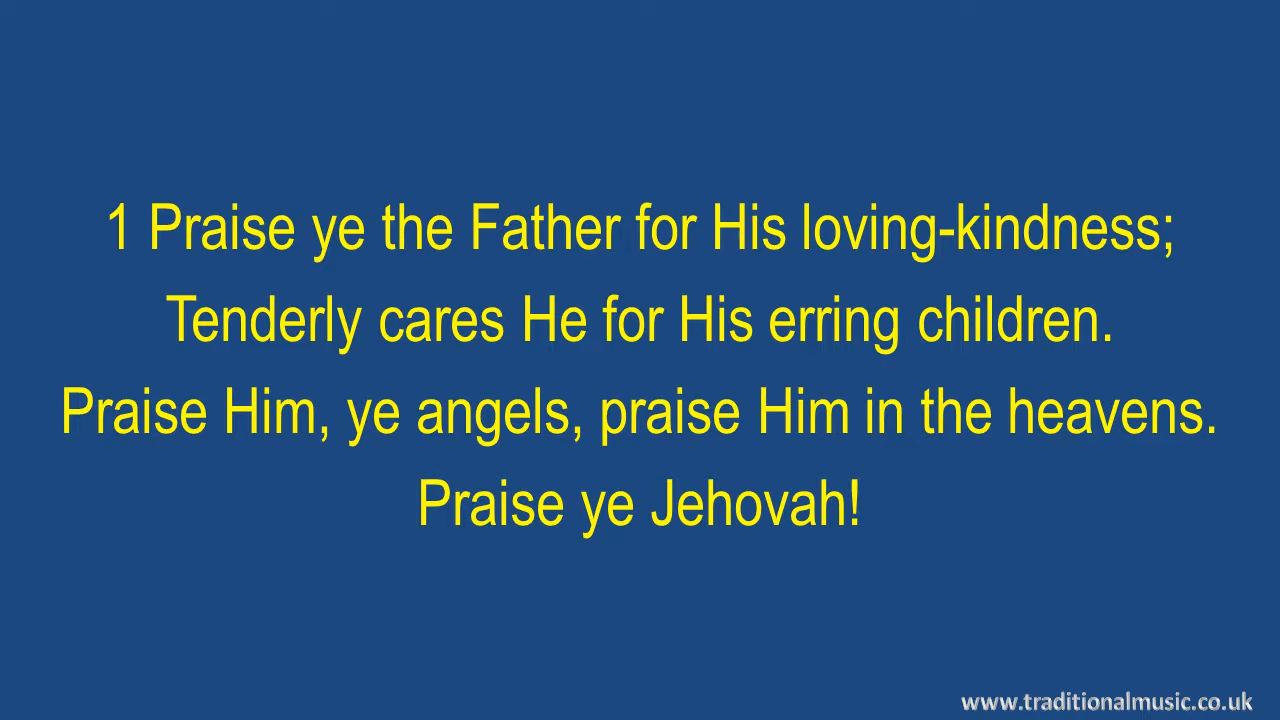 1 Praise ye the Father for His loving-kindness;
Tenderly cares He for His erring children.
Praise Him, ye angels, praise Him in the heavens.
Praise ye Jehovah!
www.traditionalmusic.co.uk